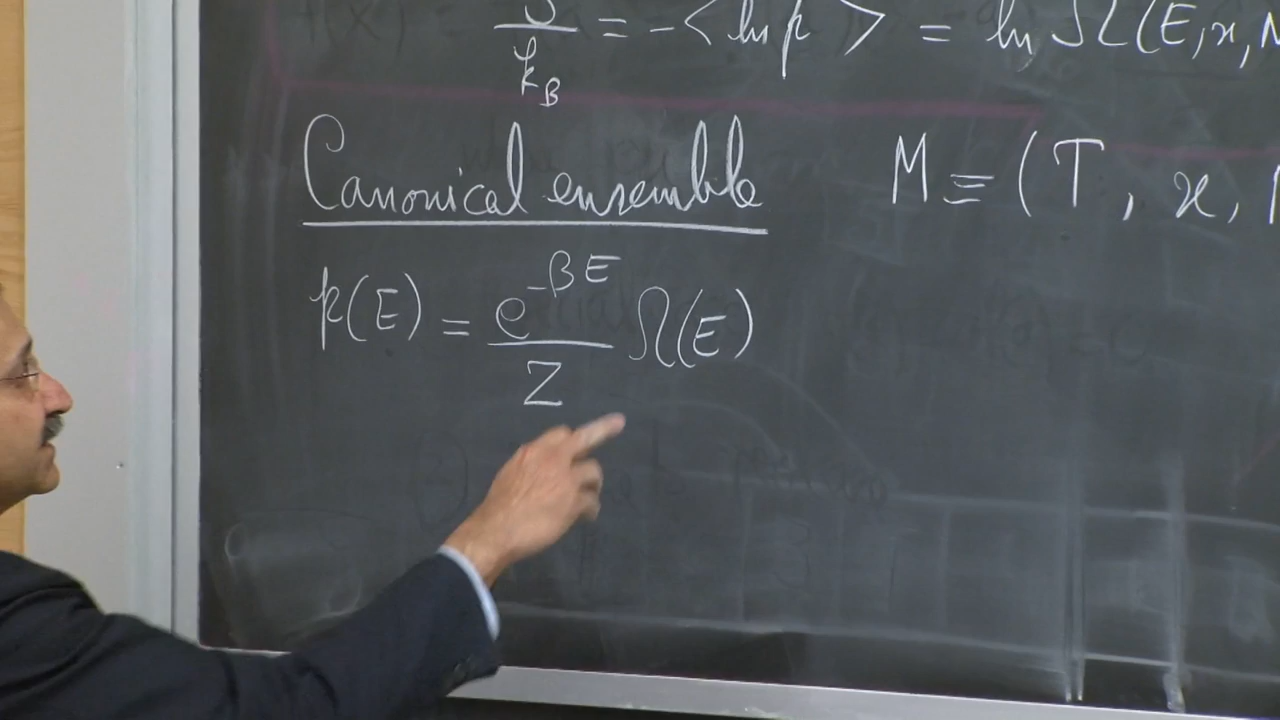 S/k_B = -<ln p> = ln Ω(E, x, N
Canonical ensemble
M ≡ (T, x,
p(E) = e^{-βE}/Z Ω(E)